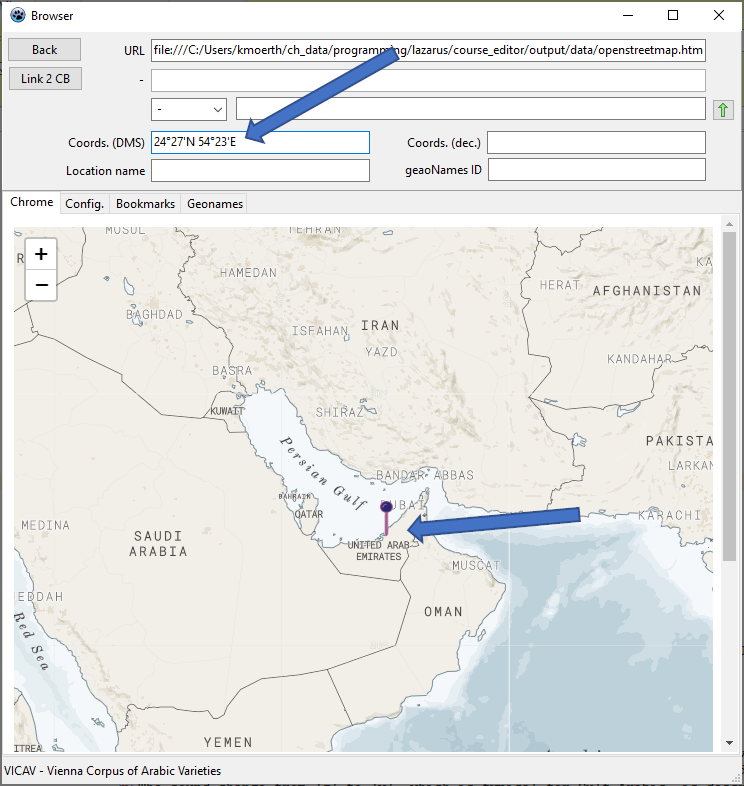 Browser
Back
URL
file:///C:/Users/kmoerth/ch_data/programming/lazarus/course_editor/output/data/openstreetmap.htm
Link 2 CB
-
-
Coords. (DMS)
24°27'N 54°23'E
Coords. (dec.)
Location name
geaoNames ID
Chrome Config. Bookmarks Geonames
+
−
MOSUL
TEHRAN
HAMEDAN
KA
HERAT
AFGHANISTAN
BAGHDAD
ISFAHAN
IRAN
YAZD
KANDAHAR
BASRA
KUWAIT
SHIRAZ
PAKISTA
LARKAN
Persian Gulf
BANDAR ABBAS
BAHRAIN
QATAR
DUBAI
KARACHI
MEDINA
SAUDI
ARABIA
UNITED ARAB
EMIRATES
MUSCAT
JEDDAH
OMAN
Red Sea
YEMEN
ITREA
VICAV - Vienna Corpus of Arabic Varieties